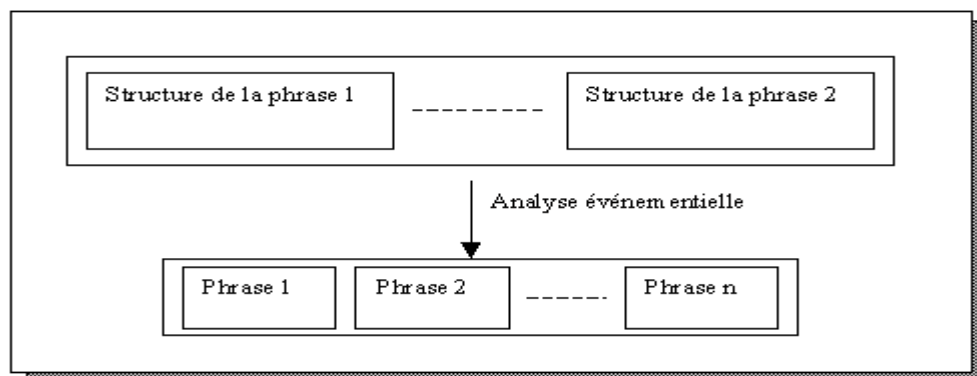 Structure de la phrase 1
Structure de la phrase 2
Analyse événementielle
Phrase 1
Phrase 2
Phrase n